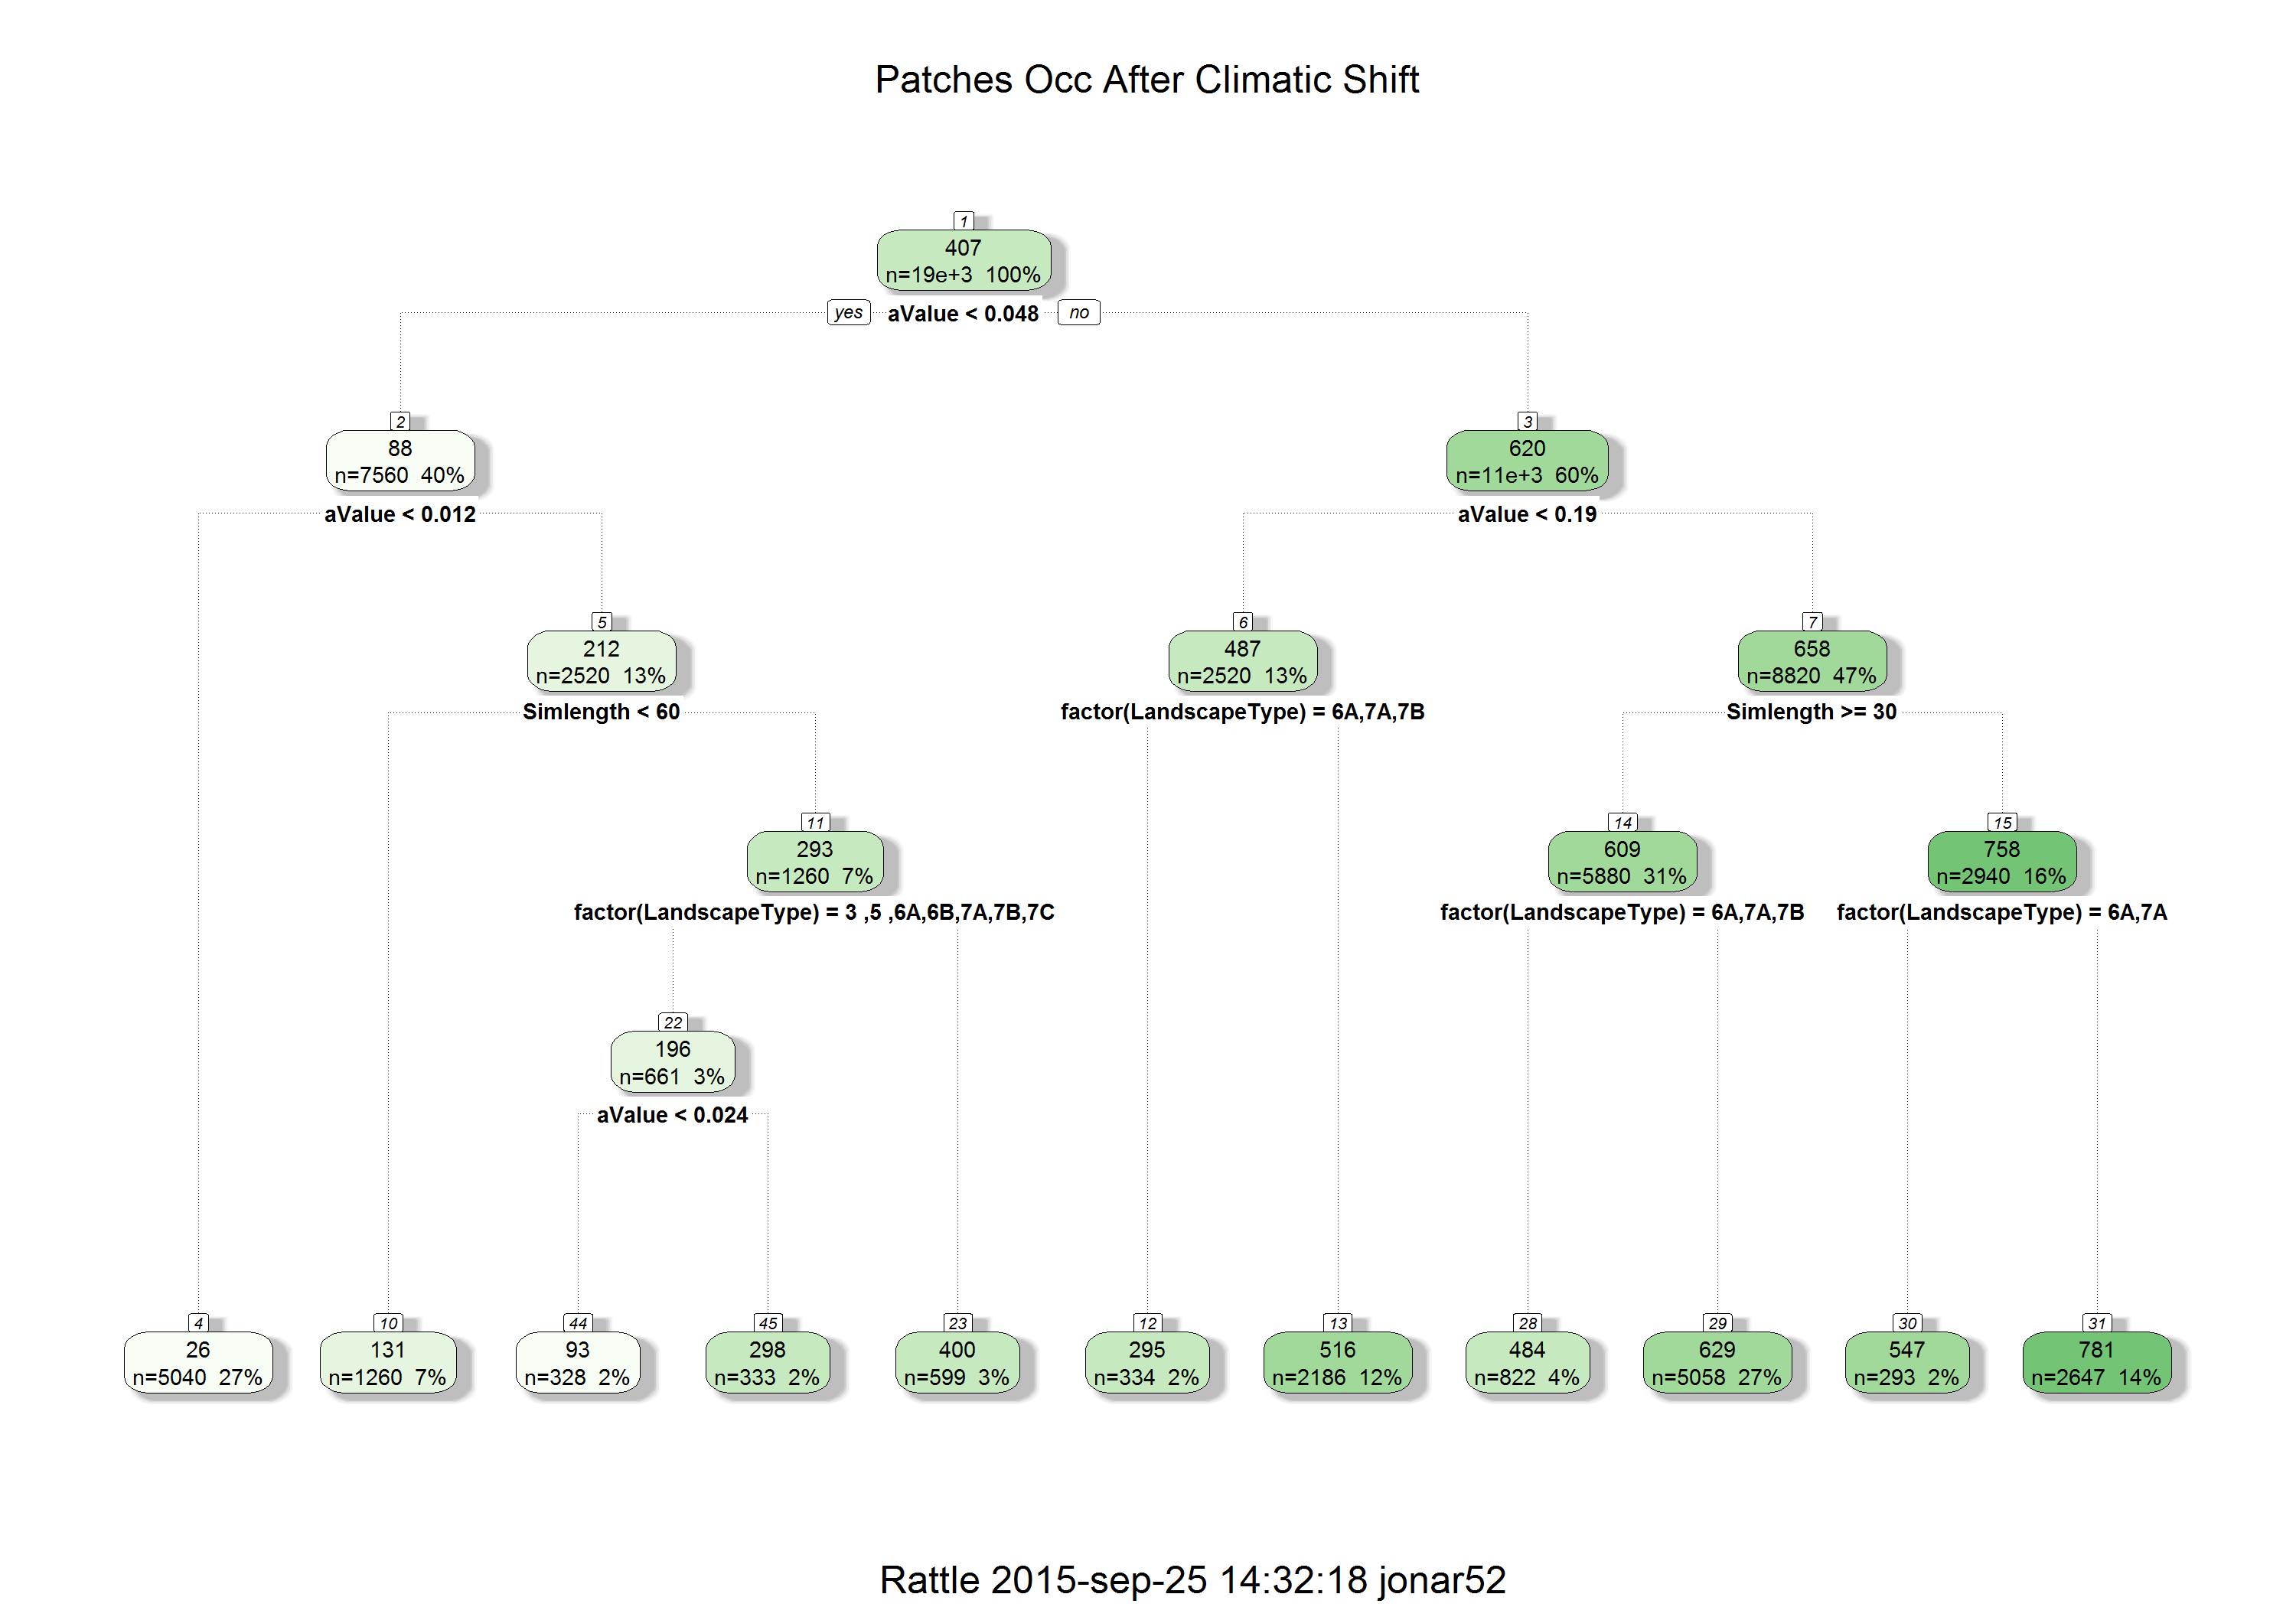 Patches Occ After Climatic Shift
1
407
n=19e+3 100%
yes aValue < 0.048 no
2
88
n=7560 40%
aValue < 0.012
3
620
n=11e+3 60%
aValue < 0.19
5
212
n=2520 13%
Simlength < 60
6
487
n=2520 13%
factor(LandscapeType) = 6A,7A,7B
7
658
n=8820 47%
Simlength >= 30
11
293
n=1260 7%
factor(LandscapeType) = 3 ,5 ,6A,6B,7A,7B,7C
14
609
n=5880 31%
factor(LandscapeType) = 6A,7A,7B
15
758
n=2940 16%
factor(LandscapeType) = 6A,7A
22
196
n=661 3%
aValue < 0.024
4
26
n=5040 27%
10
131
n=1260 7%
44
93
n=328 2%
45
298
n=333 2%
23
400
n=599 3%
12
295
n=334 2%
13
516
n=2186 12%
28
484
n=822 4%
29
629
n=5058 27%
30
547
n=293 2%
31
781
n=2647 14%
Rattle 2015-sep-25 14:32:18 jonar52